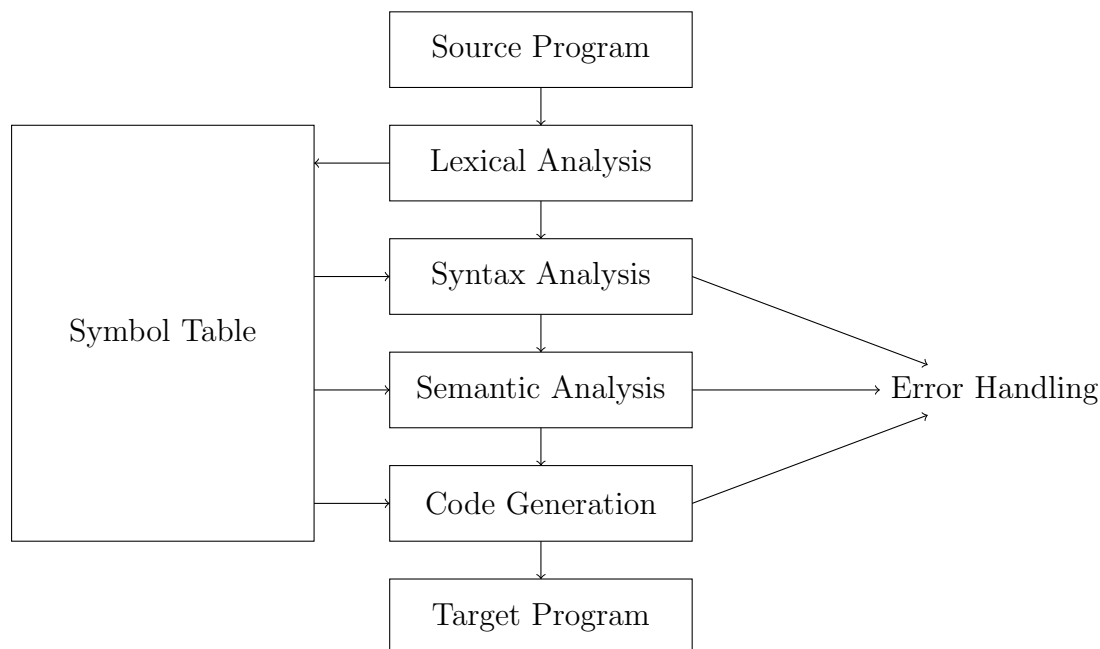 Source Program
Lexical Analysis
Syntax Analysis
Symbol Table
Semantic Analysis
Error Handling
Code Generation
Target Program